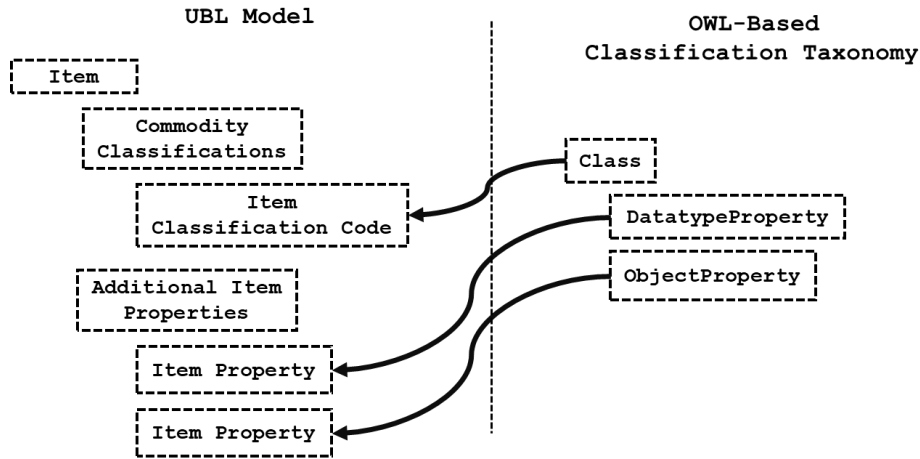 UBL Model
Item
Commodity
Classifications
Item
Classification Code
Additional Item
Properties
Item Property
Item Property
OWL-Based
Classification Taxonomy
Class
DatatypeProperty
ObjectProperty